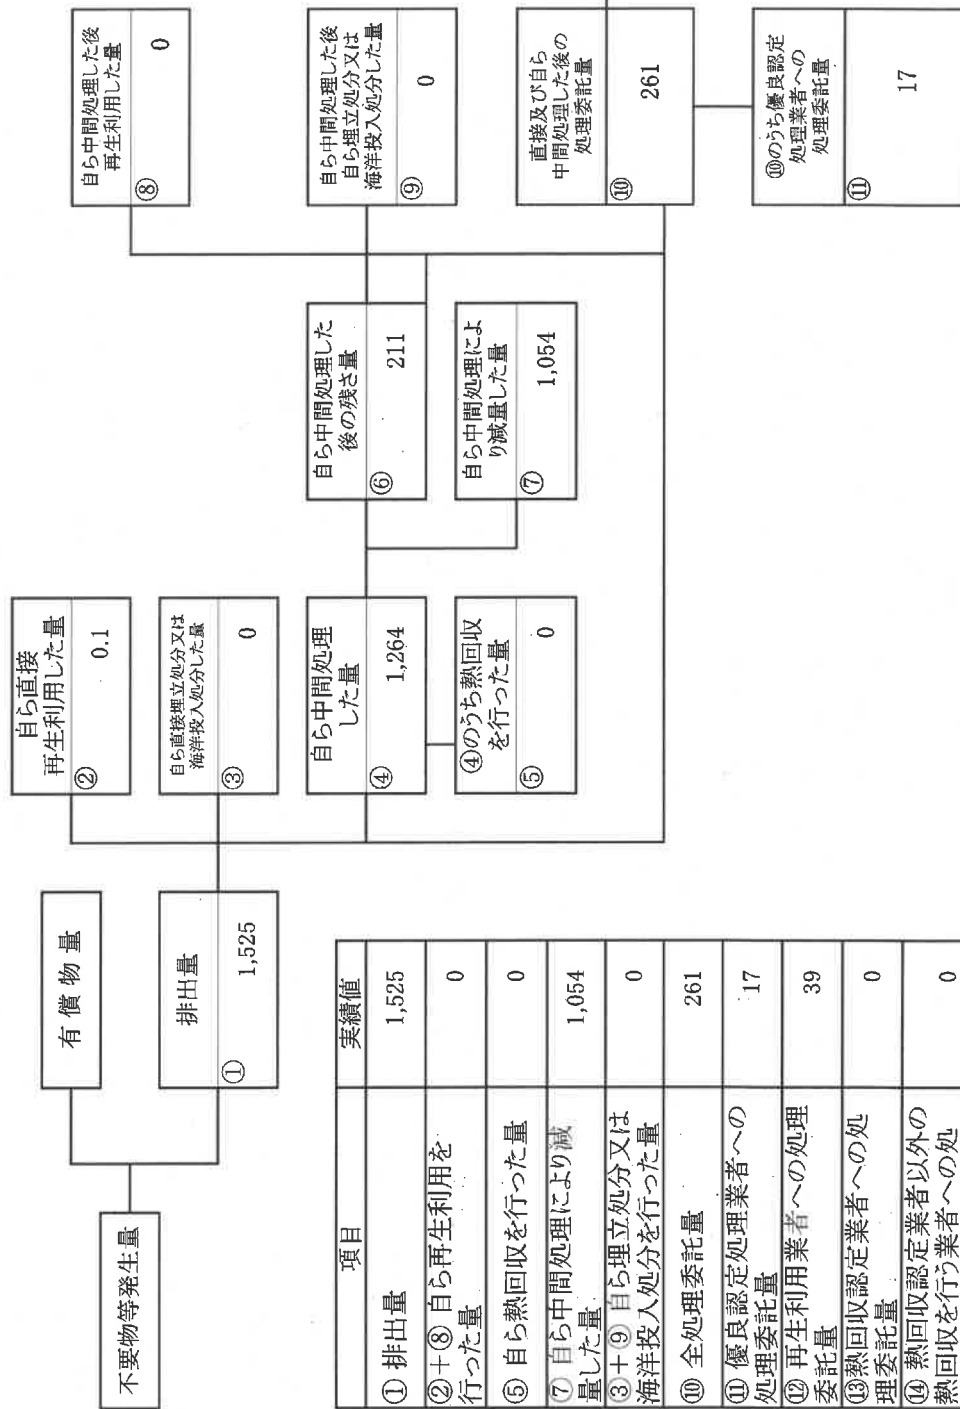 不要物等発生量
有償物量
排出量
①
1,525
自ら直接
再生利用した量
②
0.1
自ら直接埋立処分又は
海洋投入処分した量
③
0
自ら中間処理
した量
④
1,264
④のうち熱回収
を行った量
⑤
0
自ら中間処理した
後の残さ量
⑥
211
自ら中間処理によ
り減量した量
⑦
1,054
自ら中間処理した後
再生利用した量
⑧
0
自ら中間処理した後
自ら埋立処分又は
海洋投入処分した量
⑨
0
直接及び自ら
中間処理した後の
処理委託量
⑩
261
⑩のうち優良認定
処理業者への
処理委託量
⑪
17
項目 実績値
①排出量 1,525
②+⑧ 自ら再生利用を
行った量 0
⑤ 自ら熱回収を行った量 0
⑦ 自ら中間処理により減
量した量 1,054
③+⑨ 自ら埋立処分又は
海洋投入処分を行った量 0
⑩ 全処理委託量 261
⑪ 優良認定処理業者への
処理委託量 17
⑫ 再生利用業者への処理
委託量 39
⑬熱回収認定業者への処
理委託量 0
⑭ 熱回収認定業者以外の
熱回収を行う業者への処 0